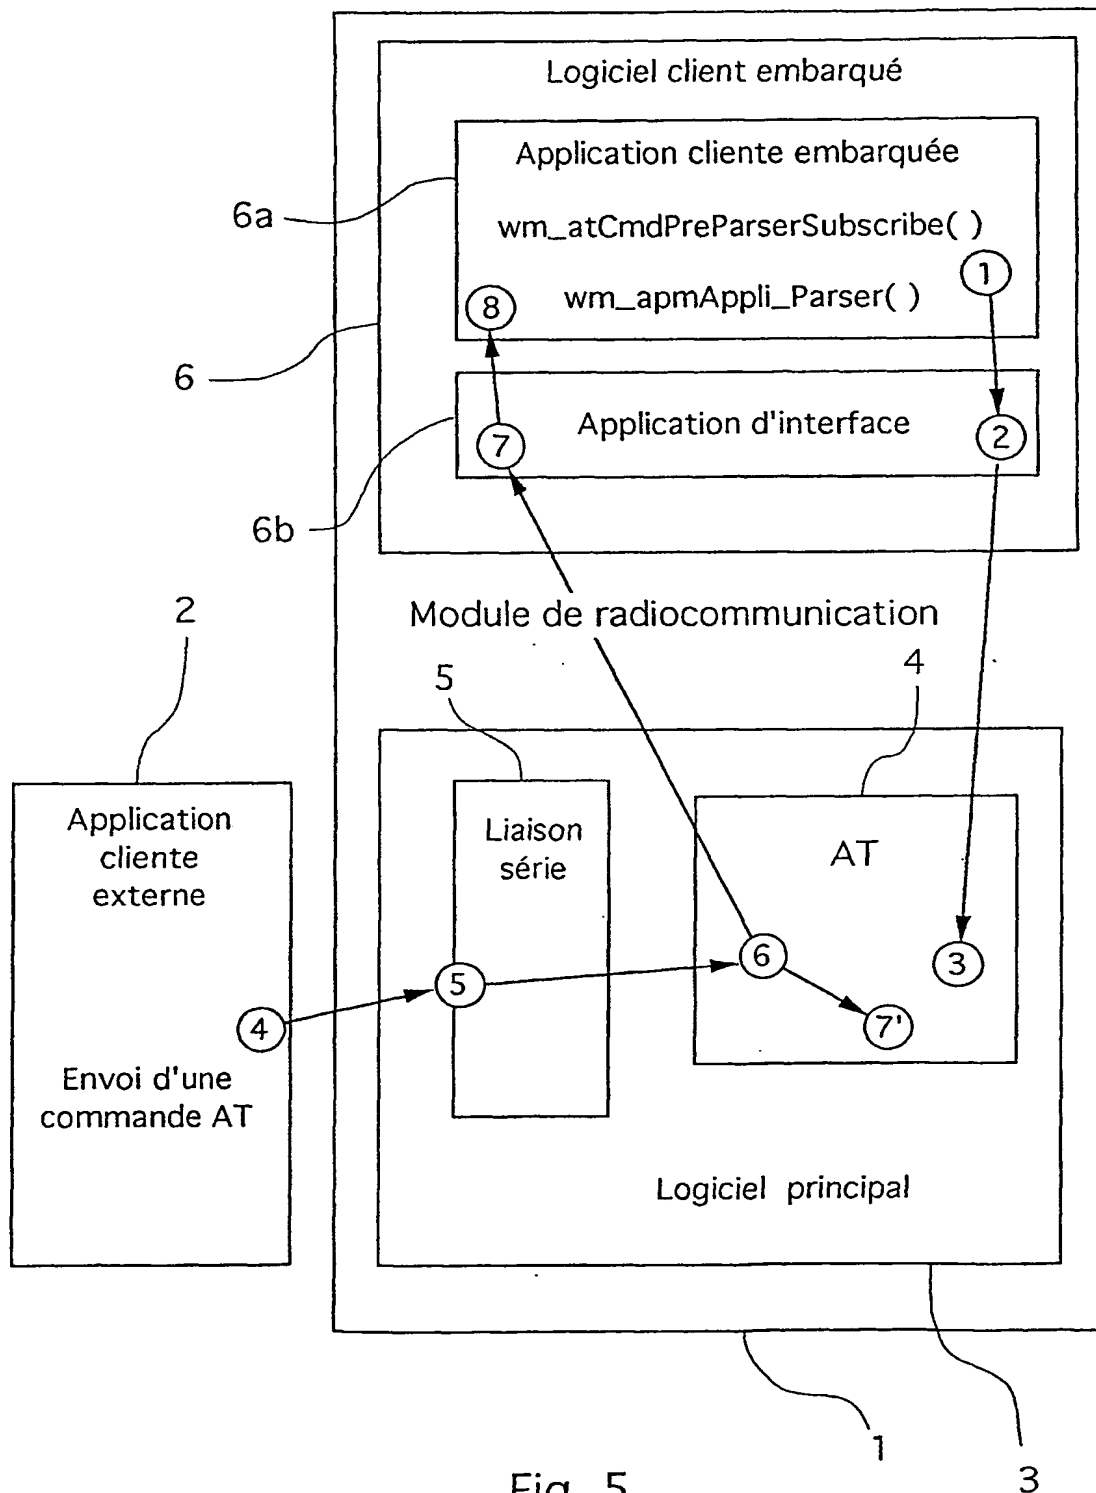 Logiciel client embarqué
Application cliente embarquée
6a
wm_atCmdPreParserSubscribe( )
1
wm_apmAppli_Parser( )
8
6
Application d'interface
7
2
6b
Module de radiocommunication
2
5
4
Application
cliente
externe
Liaison
série
AT
6
3
5
4
7'
Envoi d'une
commande AT
Logiciel principal
1
3
Fig. 5